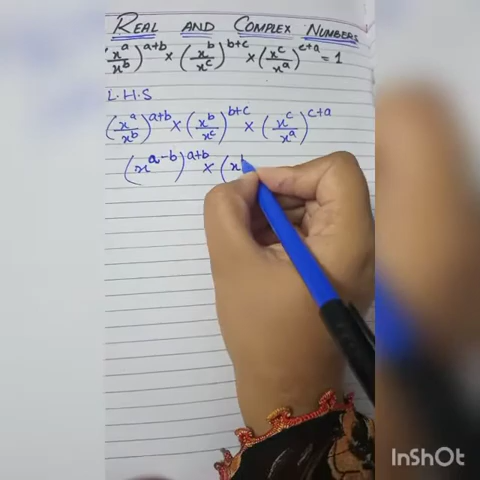 REAL AND COMPLEX NUMBERS
(x^a/x^b)^(a+b) × (x^b/x^c)^(b+c) × (x^c/x^a)^(c+a) = 1
L.H.S
(x^a/x^b)^(a+b) × (x^b/x^c)^(b+c) × (x^c/x^a)^(c+a)
(x^(a-b))^(a+b) × (x
InShOt